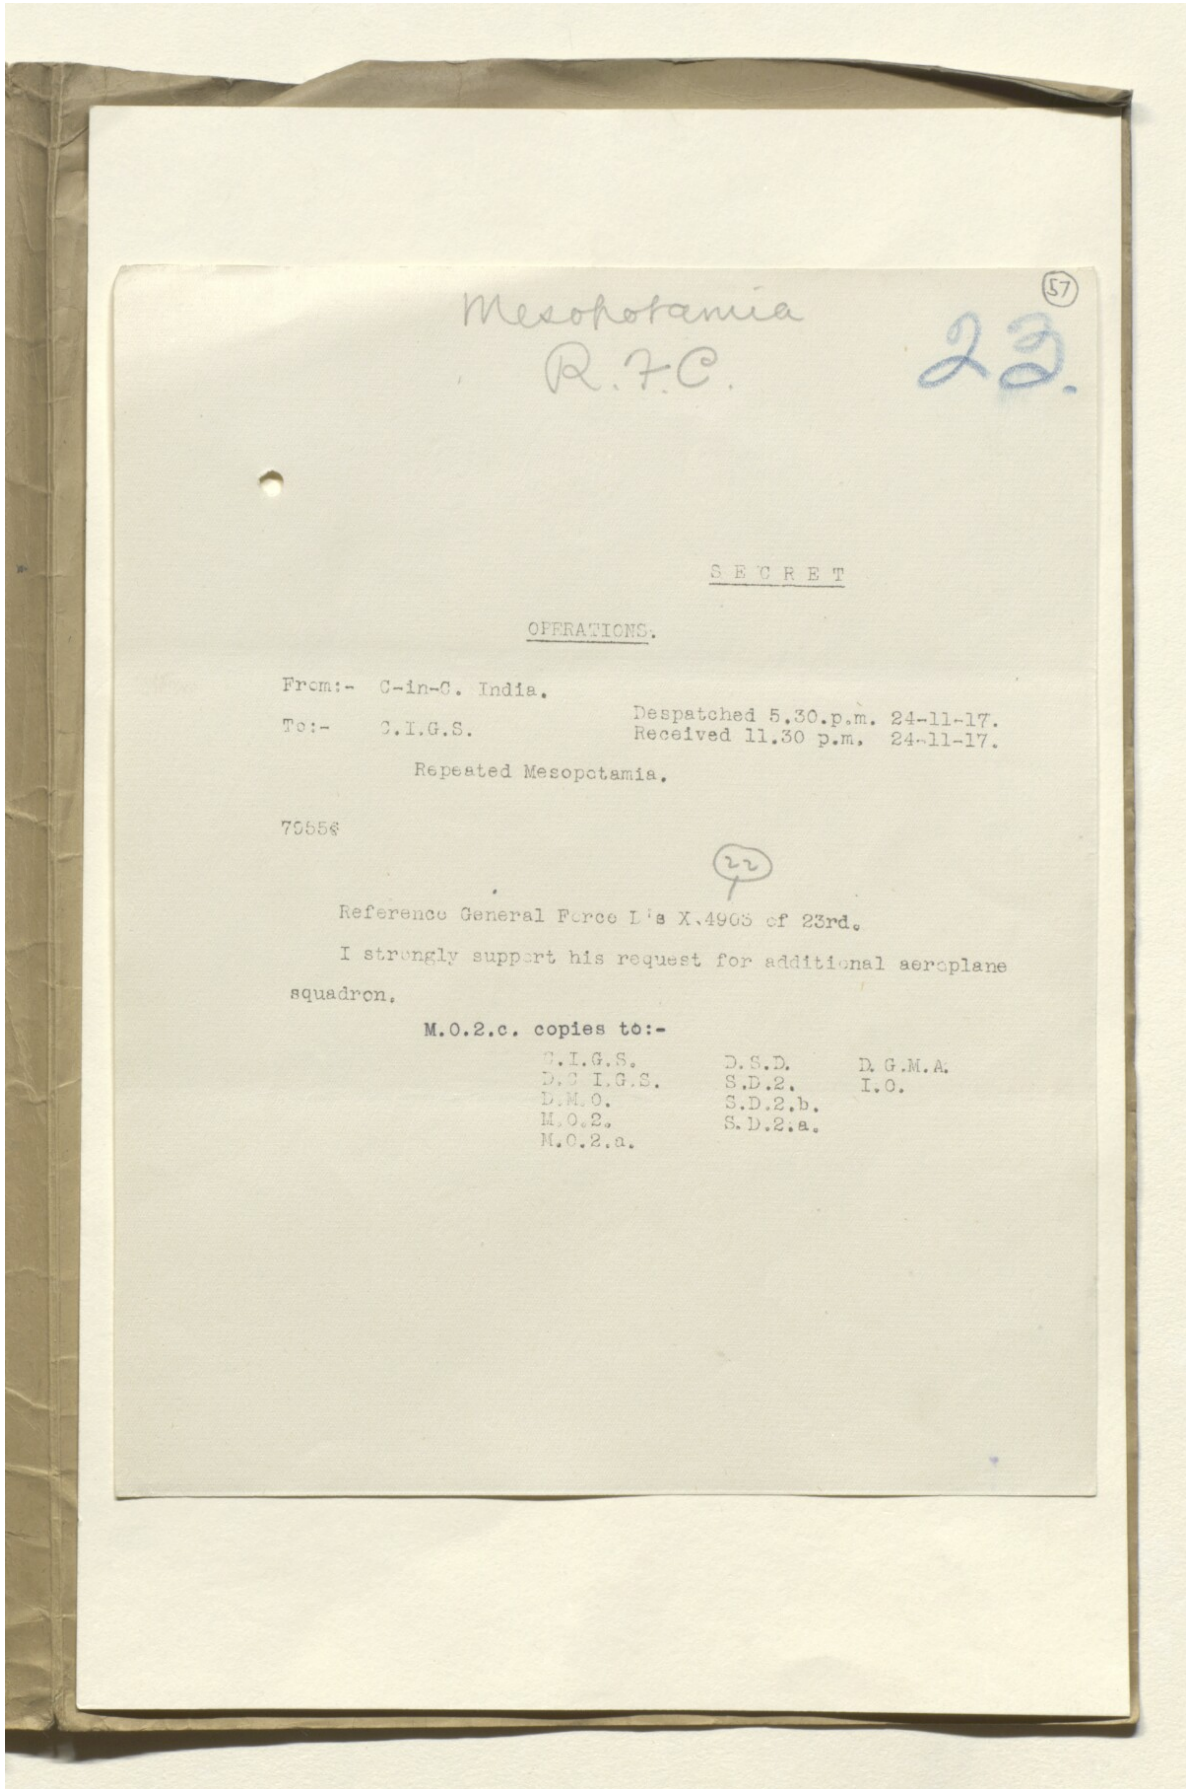 57
Mesopotamia
R.F.C.
23.
S E C R E T
OPERATIONS.
From:- C-in-C. India.
Despatched 5.30.p.m. 24-11-17.
To:- C.I.G.S.
Received 11.30 p.m. 24-11-17.
Repeated Mesopotamia.
22
Reference General Force D's X.4903 of 23rd.
I strongly support his request for additional aeroplane
squadron.
M.O.2.c. copies to:-
C.I.G.S. D.S.D. D.G.M.A.
D.C I.G.S. S.D.2. I.O.
D.M.O. S.D.2.b.
M.O.2. S.D.2.a.
M.O.2.a.